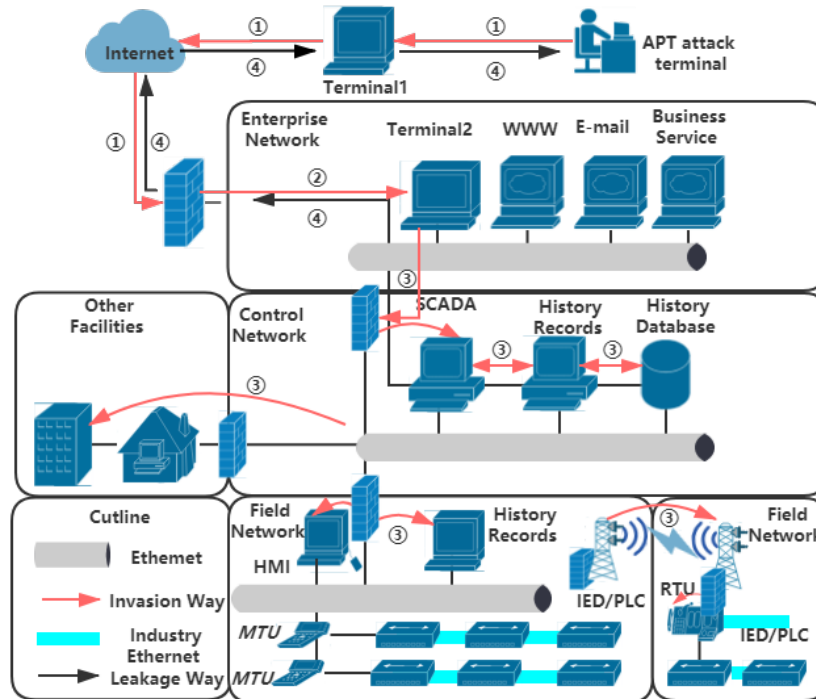 ①
①
Internet
④
④
APT attack
terminal
Terminal1
①
④
Enterprise
Network
Terminal2
WWW
E-mail
Business
Service
②
④
③
Other
Facilities
Control
Network
SCADA
History
Records
History
Database
③
③
③
Cutline
Ethemet
Invasion Way
Industry
Ethernet
Leakage Way
Field
Network
③
History
Records
HMI
IED/PLC
③
Field
Network
RTU
IED/PLC
MTU
MTU